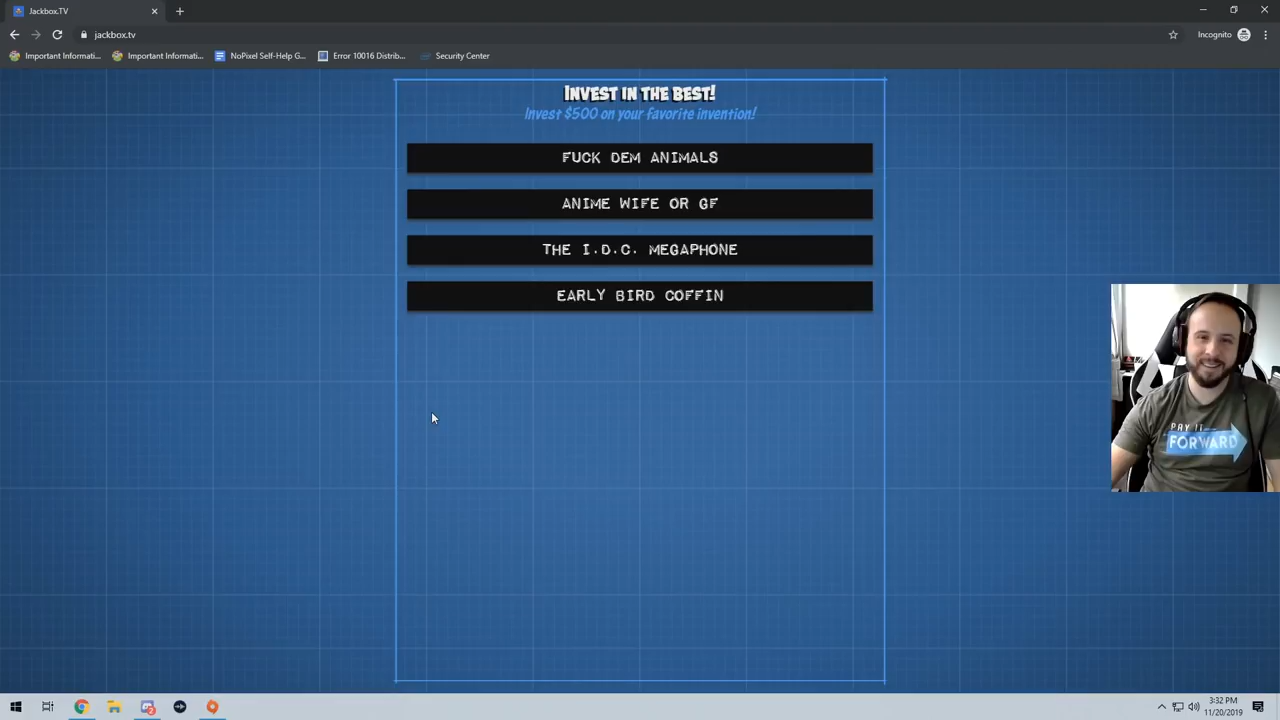 Jackbox.TV
jackbox.tv
Incognito
Important Informati...
Important Informati...
NoPixel Self-Help G...
Error 10016 Distrib...
Security Center
INVEST IN THE BEST!
Invest $500 on your favorite invention!
FUCK DEM ANIMALS
ANIME WIFE OR GF
THE I.D.C. MEGAPHONE
EARLY BIRD COFFIN
PAY IT
FORWARD
3:32 PM
11/20/2019